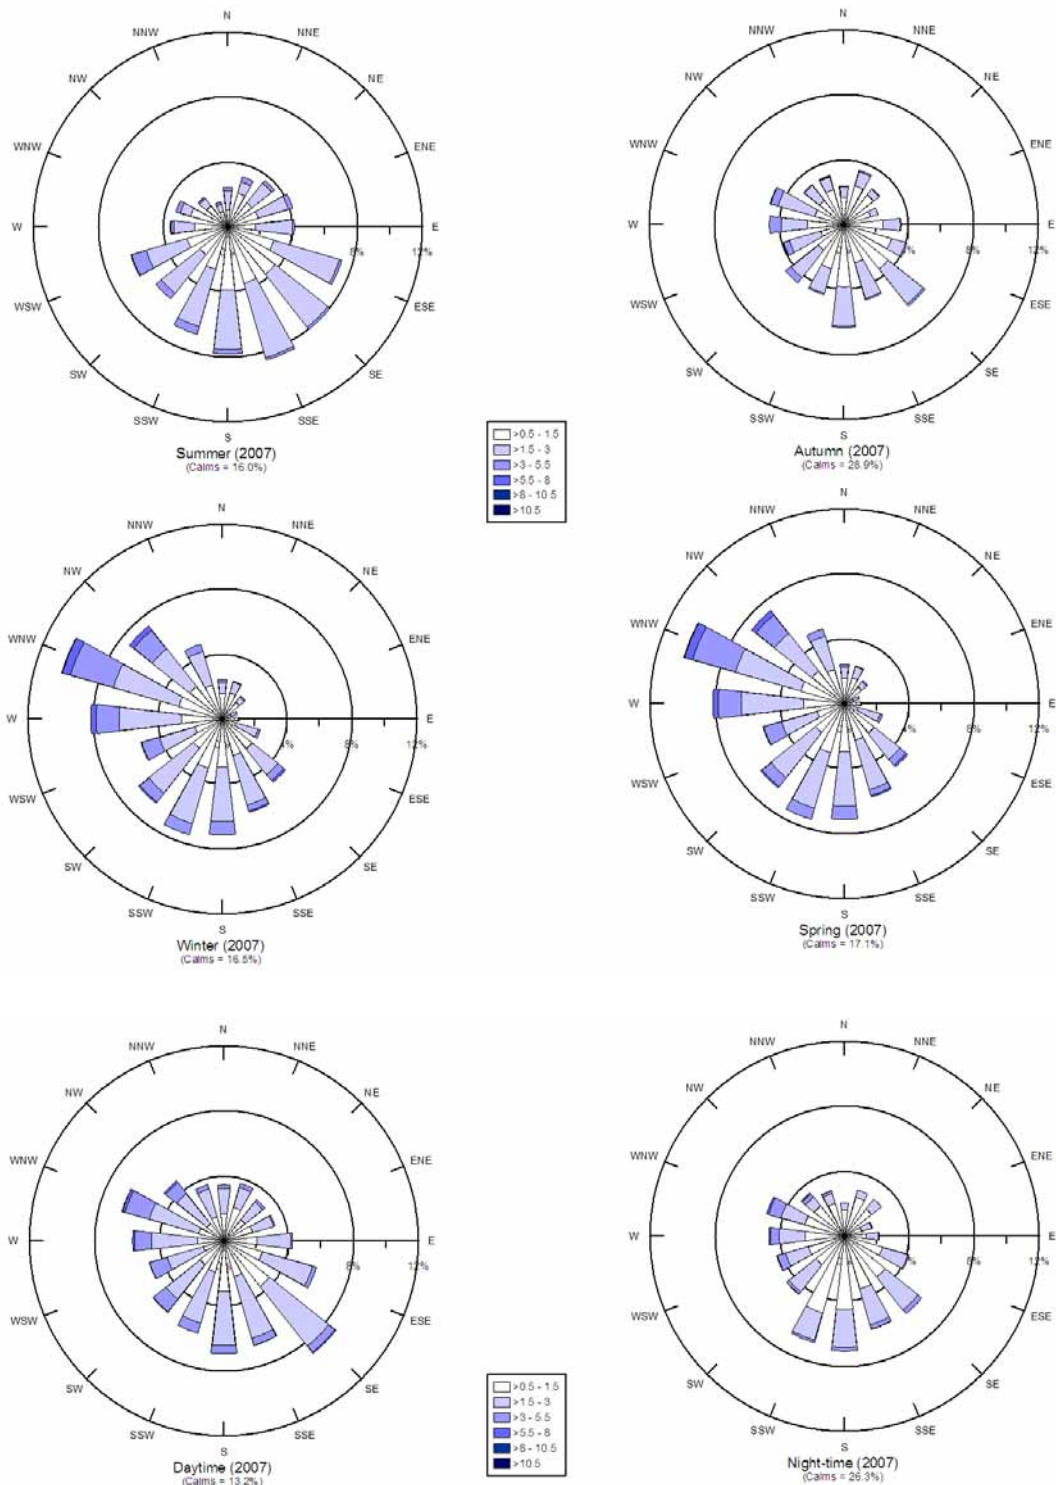 N
NNW
NNE
NW
NE
WNW
ENE
W
E
8%
12%
WSW
ESE
SW
SE
SSW
SSE
S
Summer (2007)
(Calms = 16.0%)
N
NNW
NNE
NW
NE
WNW
ENE
W
E
8%
12%
WSW
ESE
SW
SE
SSW
SSE
S
Autumn (2007)
(Calms = 28.9%)
>0.5 - 1.5
>1.5 - 3
>3 - 5.5
>5.5 - 8
>8 - 10.5
>10.5
N
NNW
NNE
NW
NE
WNW
ENE
W
E
4%
8%
12%
WSW
ESE
SW
SE
SSW
SSE
S
Winter (2007)
(Calms = 16.5%)
N
NNW
NNE
NW
NE
WNW
ENE
W
E
4%
8%
12%
WSW
ESE
SW
SE
SSW
SSE
S
Spring (2007)
(Calms = 17.1%)
N
NNW
NNE
NW
NE
WNW
ENE
W
E
8%
12%
WSW
ESE
SW
SE
SSW
SSE
S
Daytime (2007)
(Calms = 13.2%)
N
NNW
NNE
NW
NE
WNW
ENE
W
E
8%
12%
WSW
ESE
SW
SE
SSW
SSE
S
Night-time (2007)
(Calms = 26.3%)
>0.5 - 1.5
>1.5 - 3
>3 - 5.5
>5.5 - 8
>8 - 10.5
>10.5